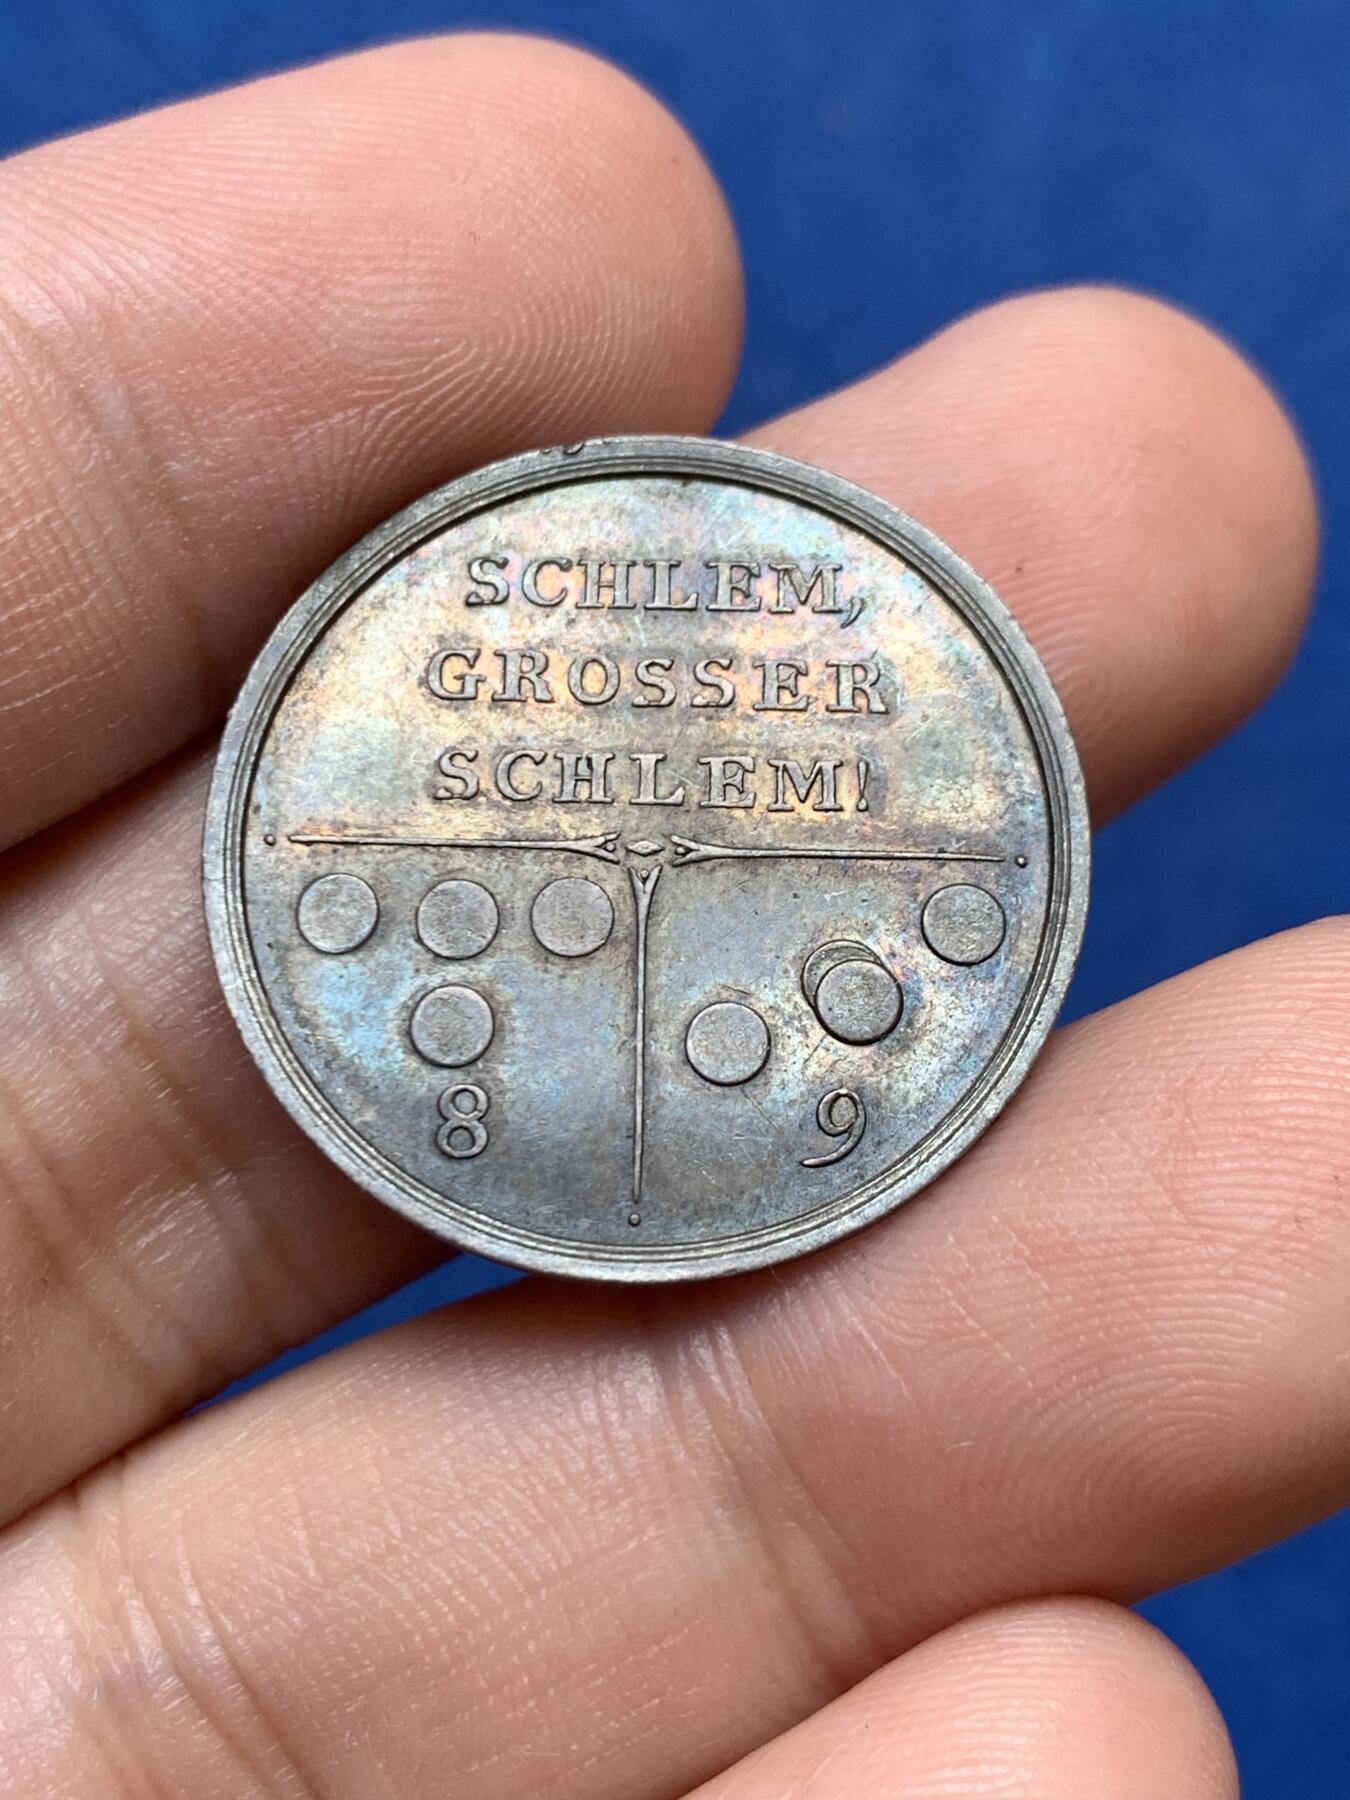 SCHLEM,
GROSSER
SCHLEM!
8 9